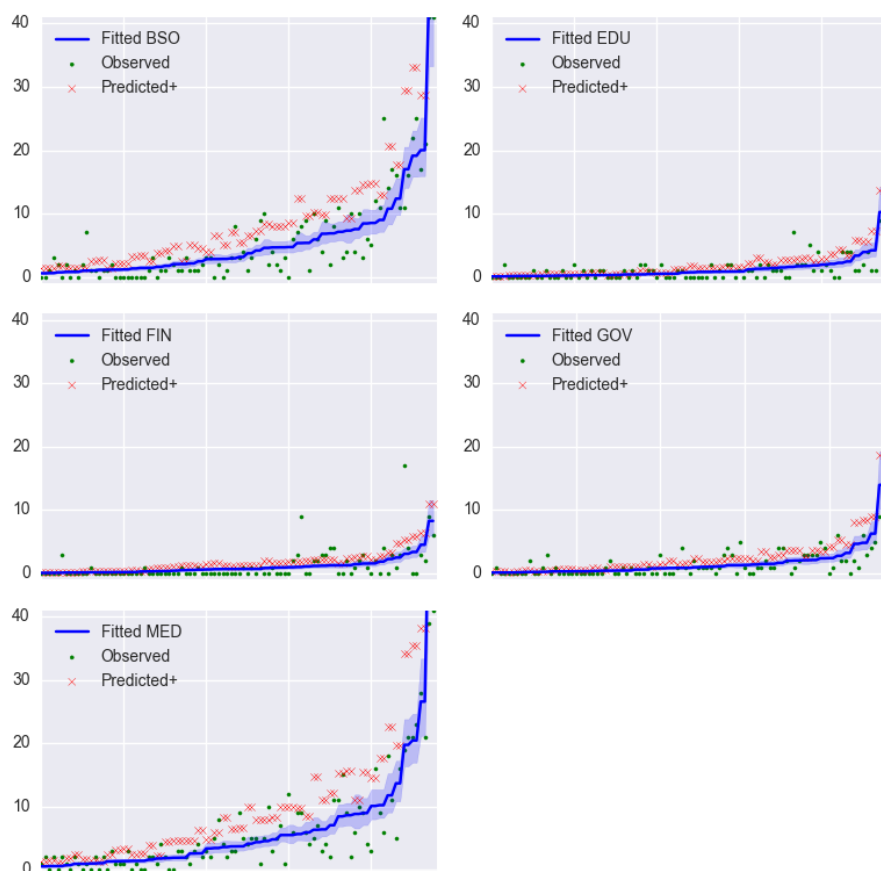 40
30
20
10
0
Fitted BSO
Observed
Predicted+
40
30
20
10
0
Fitted EDU
Observed
Predicted+
40
30
20
10
0
Fitted FIN
Observed
Predicted+
40
30
20
10
0
Fitted GOV
Observed
Predicted+
40
30
20
10
0
Fitted MED
Observed
Predicted+